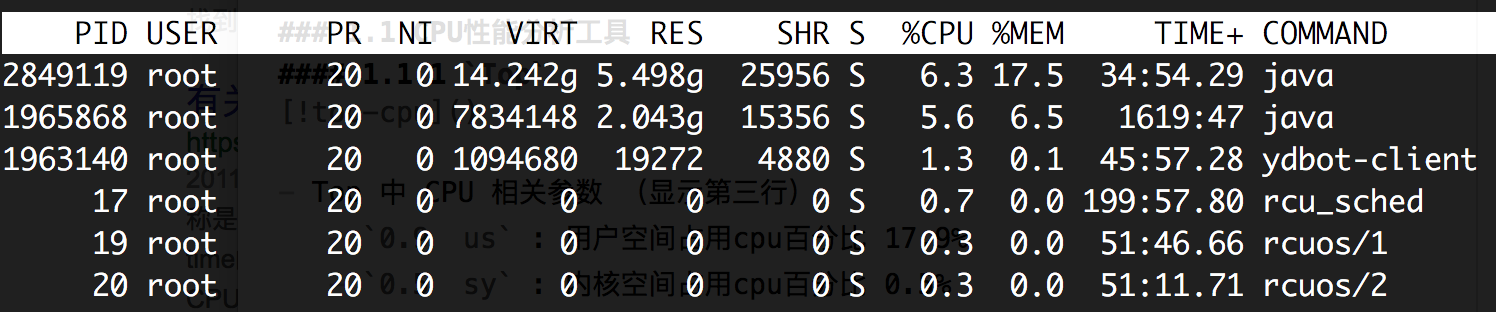 PID USER PR NI VIRT RES SHR S %CPU %MEM TIME+ COMMAND
2849119 root 20 0 14.242g 5.498g 25956 S 6.3 17.5 34:54.29 java
1965868 root 20 0 7834148 2.043g 15356 S 5.6 6.5 1619:47 java
1963140 root 20 0 1094680 19272 4880 S 1.3 0.1 45:57.28 ydbot-client
17 root 20 0 0 0 0 S 0.7 0.0 199:57.80 rcu_sched
19 root 20 0 0 0 0 S 0.3 0.0 51:46.66 rcuos/1
20 root 20 0 0 0 0 S 0.3 0.0 51:11.71 rcuos/2